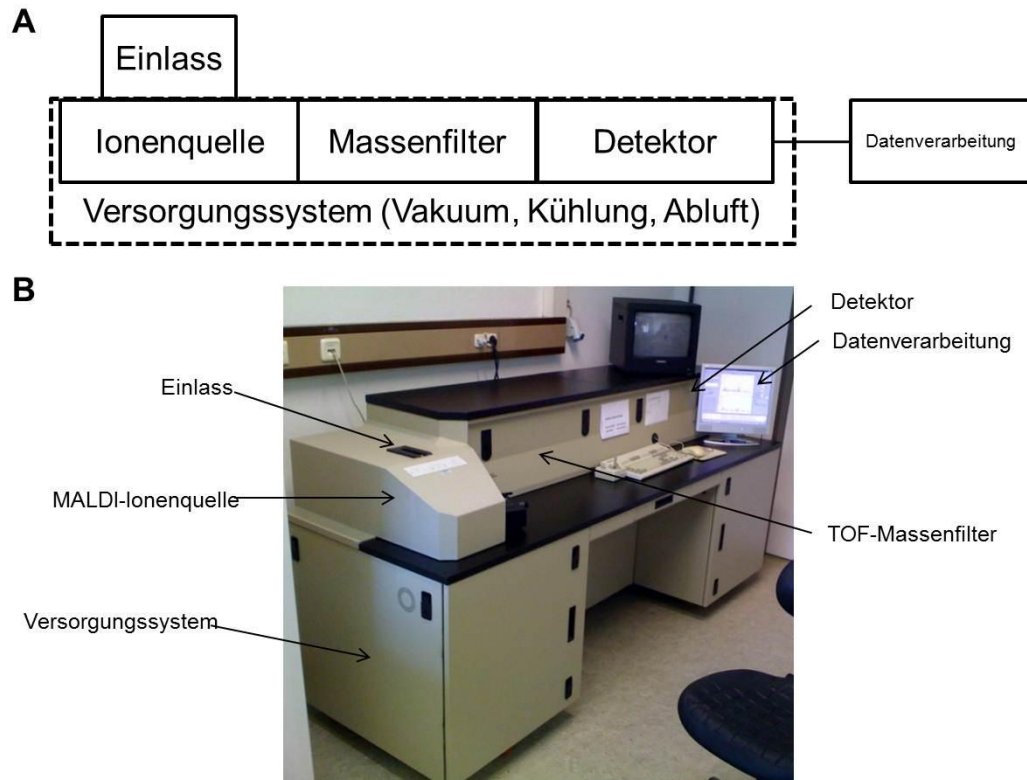 A
Einlass
Ionenquelle
Massenfilter
Detektor
Datenverarbeitung
Versorgungssystem (Vakuum, Kühlung, Abluft)
B
Detektor
Datenverarbeitung
Einlass
MALDI-Ionenquelle
TOF-Massenfilter
Versorgungssystem